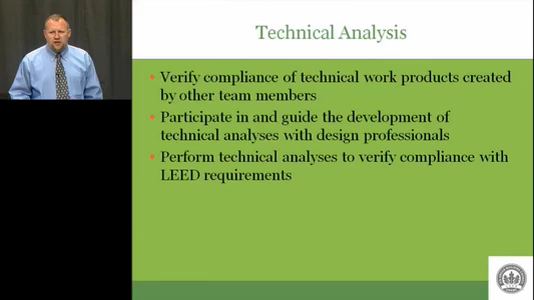 Technical Analysis
• Verify compliance of technical work products created
by other team members
• Participate in and guide the development of
technical analyses with design professionals
• Perform technical analyses to verify compliance with
LEED requirements